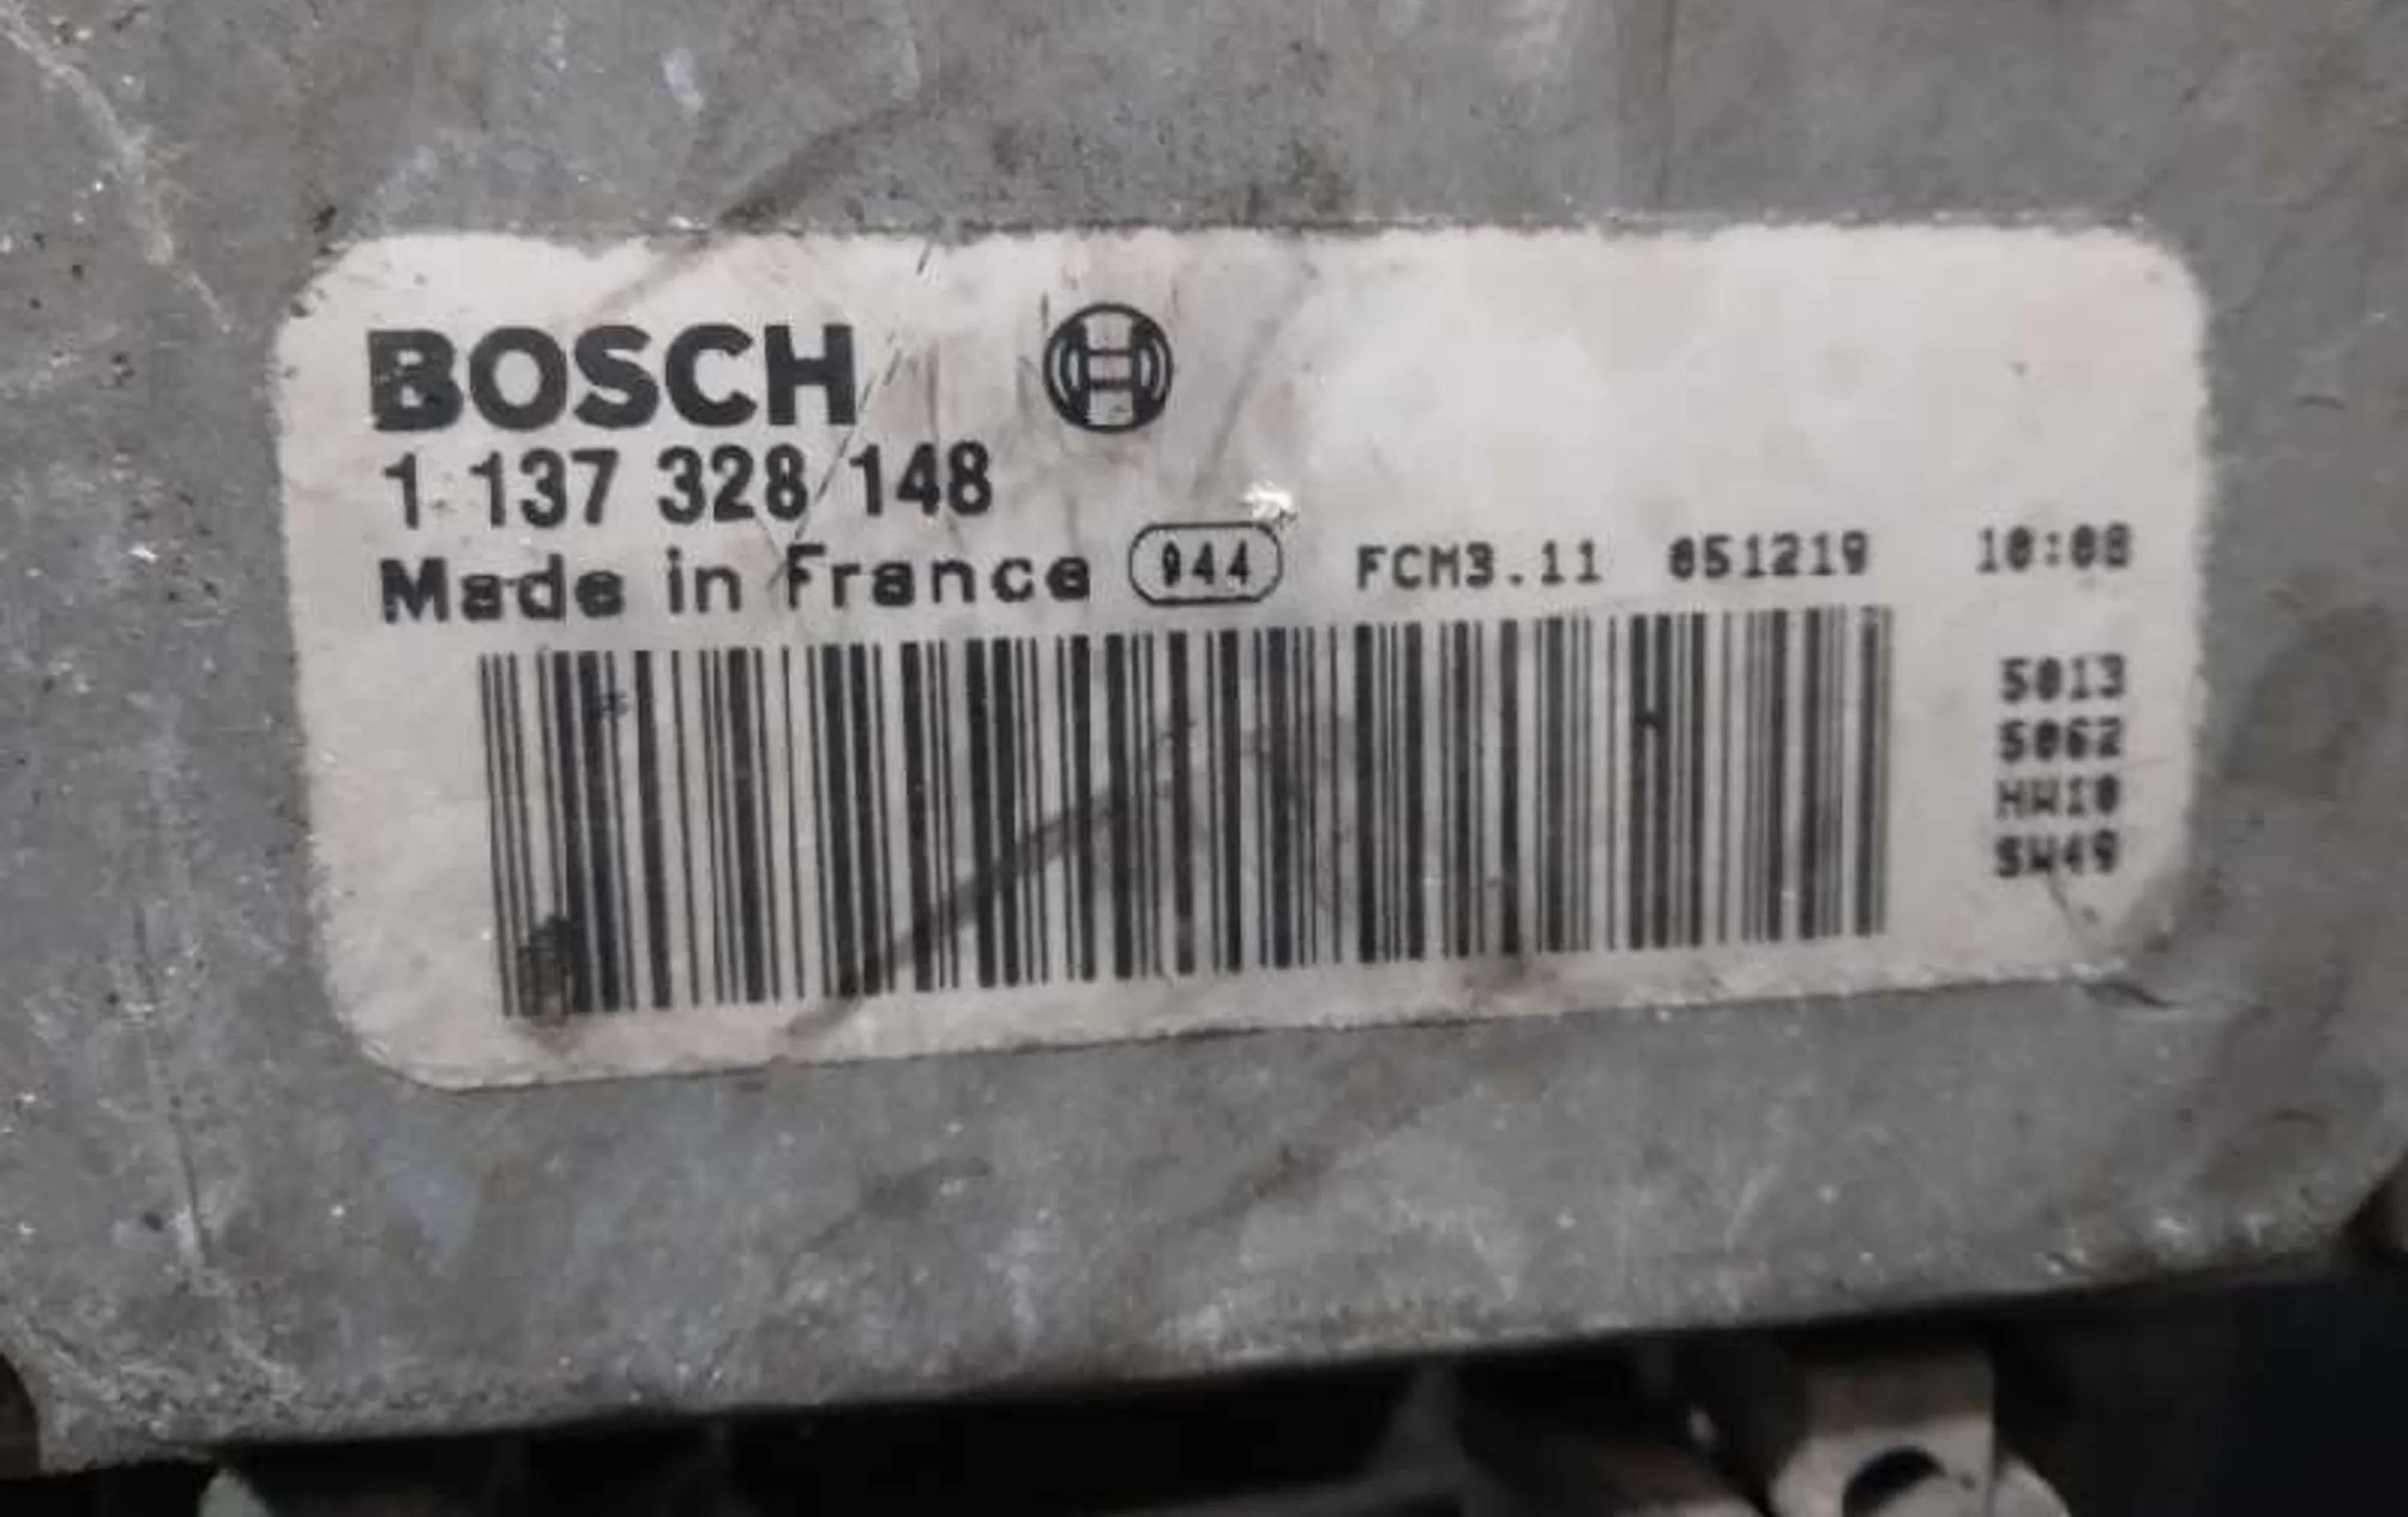 BOSCH
1 137 328 148
Made in France 944 FCM3.11 051219 10:08
5013
5062
HW10
SW49